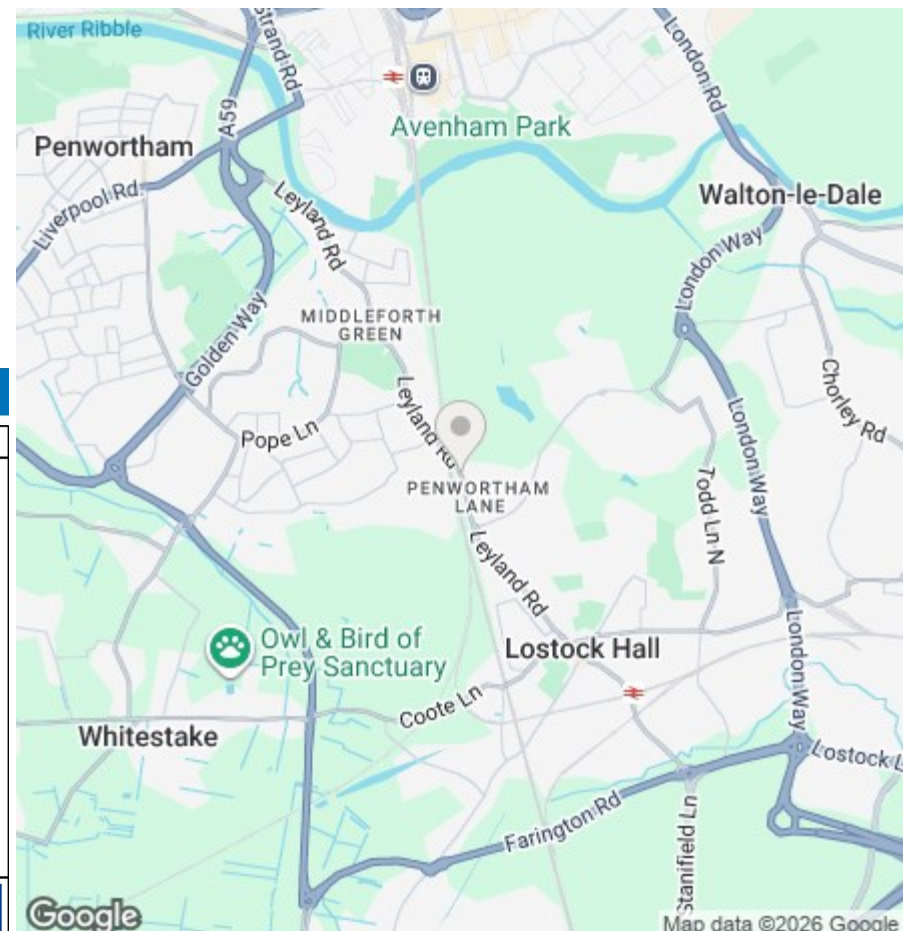 River Ribble
Strand Rd
A59
London Rd
Avenham Park
Penwortham
Walton-le-Dale
Liverpool Rd
Leyland Rd
London Way
MIDDLEFORTH
GREEN
Golden Way
Leyland Rd
Chorley Rd
Pope Ln
London Way
PENWORTHAM
LANE
Todd Ln N
Leyland Rd
Owl & Bird of
Prey Sanctuary
Lostock Hall
London Way
Coote Ln
Whitestake
Lostock L
Farington Rd
Stanifield Ln
Google
Map data ©2026 Google